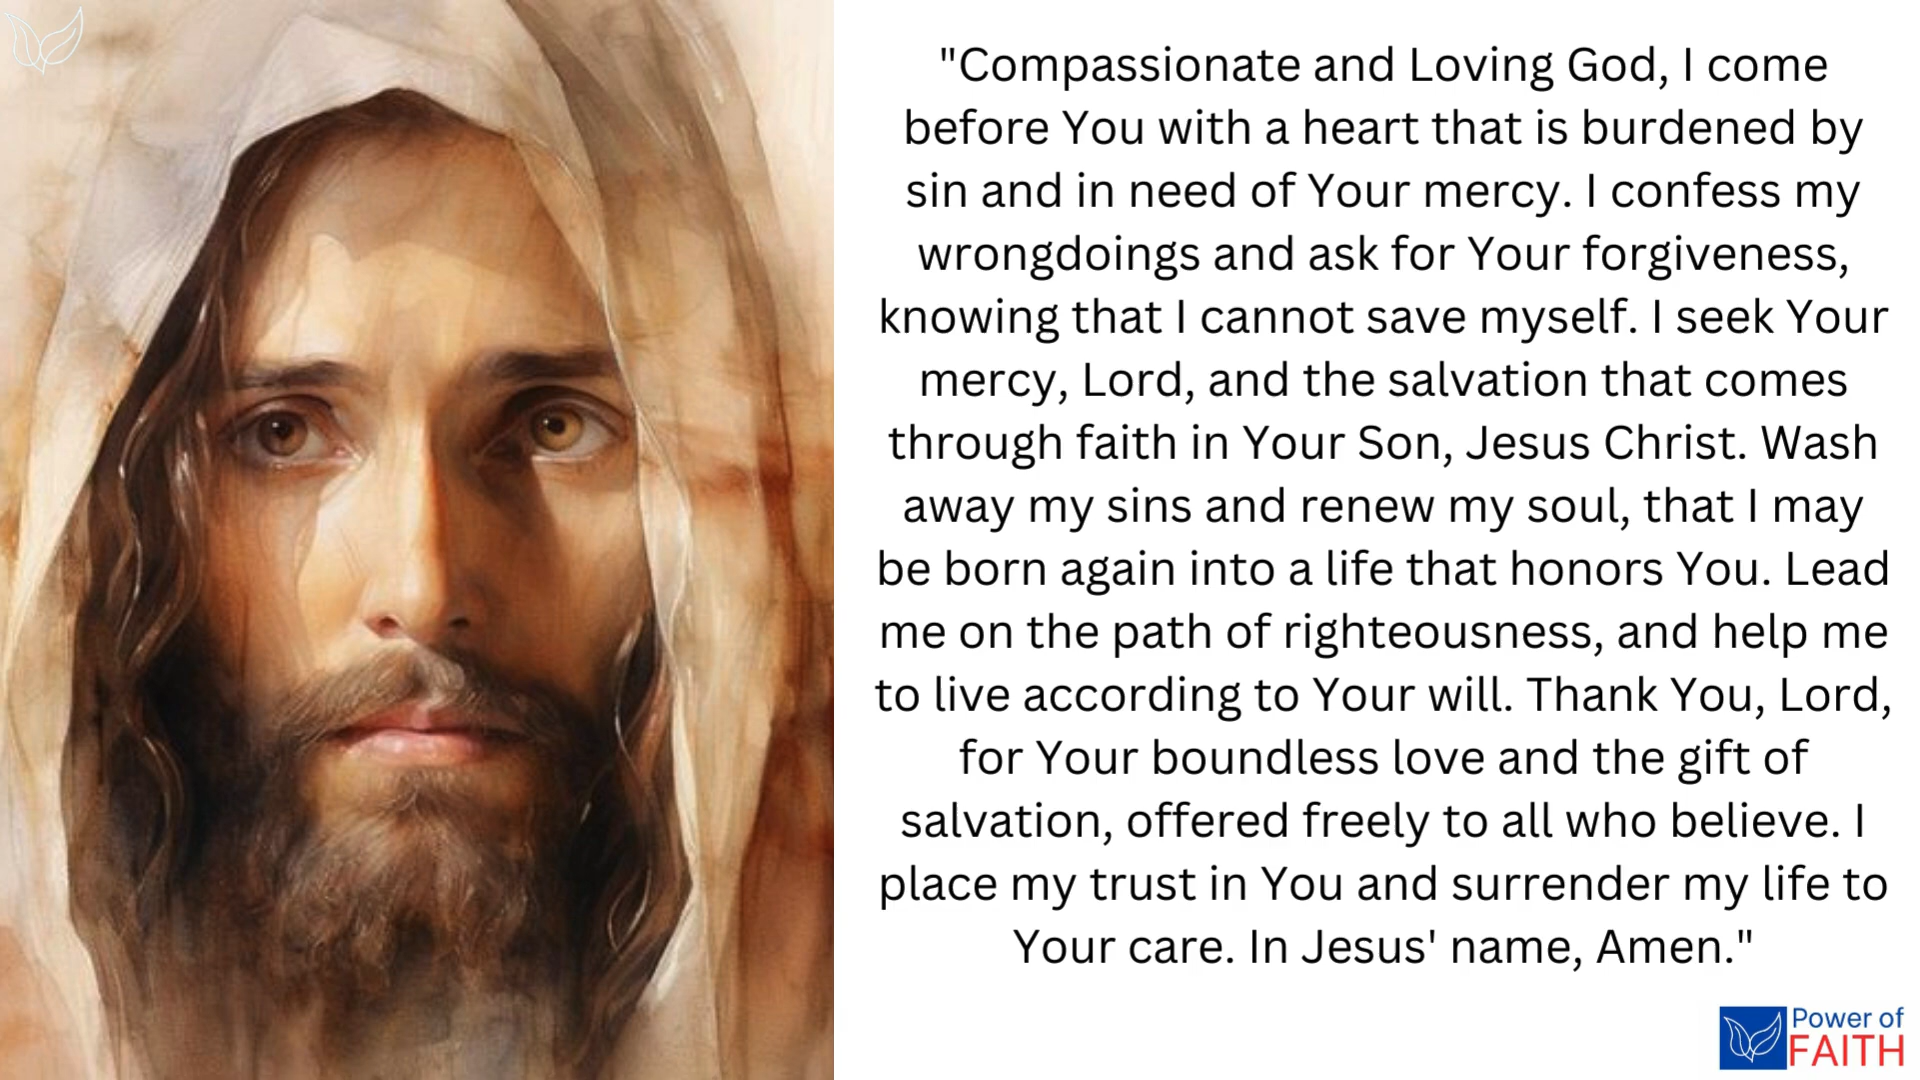 "Compassionate and Loving God, I come
before You with a heart that is burdened by
sin and in need of Your mercy. I confess my
wrongdoings and ask for Your forgiveness,
knowing that I cannot save myself. I seek Your
mercy, Lord, and the salvation that comes
through faith in Your Son, Jesus Christ. Wash
away my sins and renew my soul, that I may
be born again into a life that honors You. Lead
me on the path of righteousness, and help me
to live according to Your will. Thank You, Lord,
for Your boundless love and the gift of
salvation, offered freely to all who believe. I
place my trust in You and surrender my life to
Your care. In Jesus' name, Amen."
Power of
FAITH